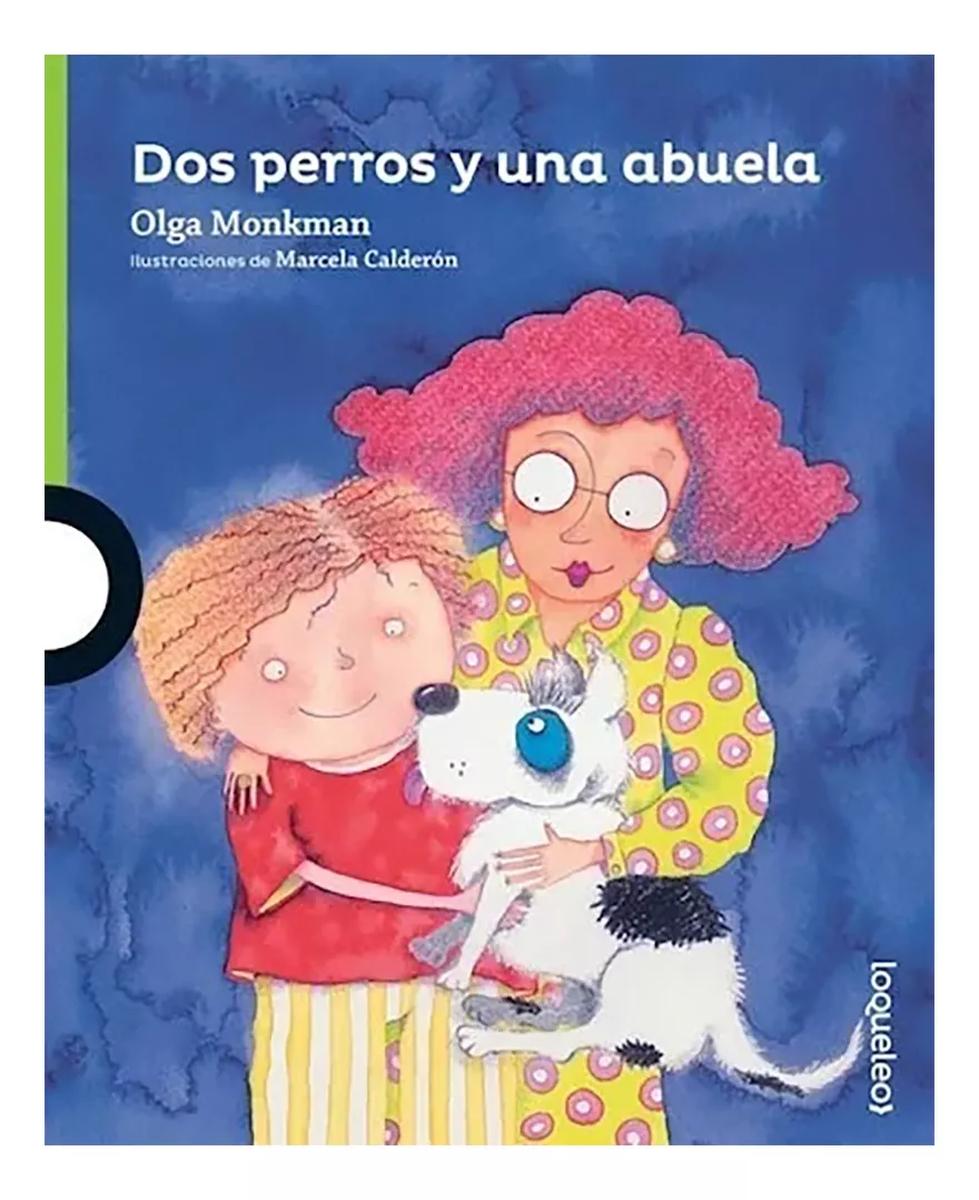 Dos perros y una abuela
Olga Monkman
Ilustraciones de Marcela Calderón
loqueleo